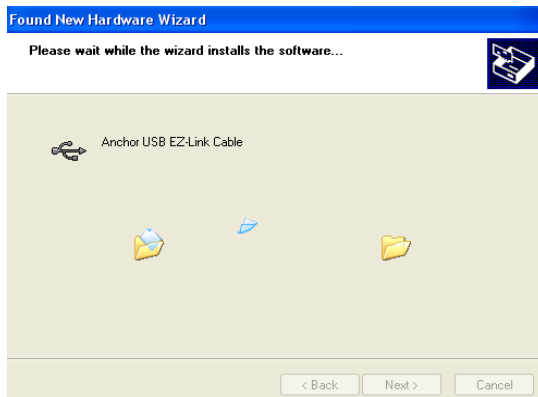 Found New Hardware Wizard
Please wait while the wizard installs the software...
Anchor USB EZ-Link Cable
< Back
Next >
Cancel